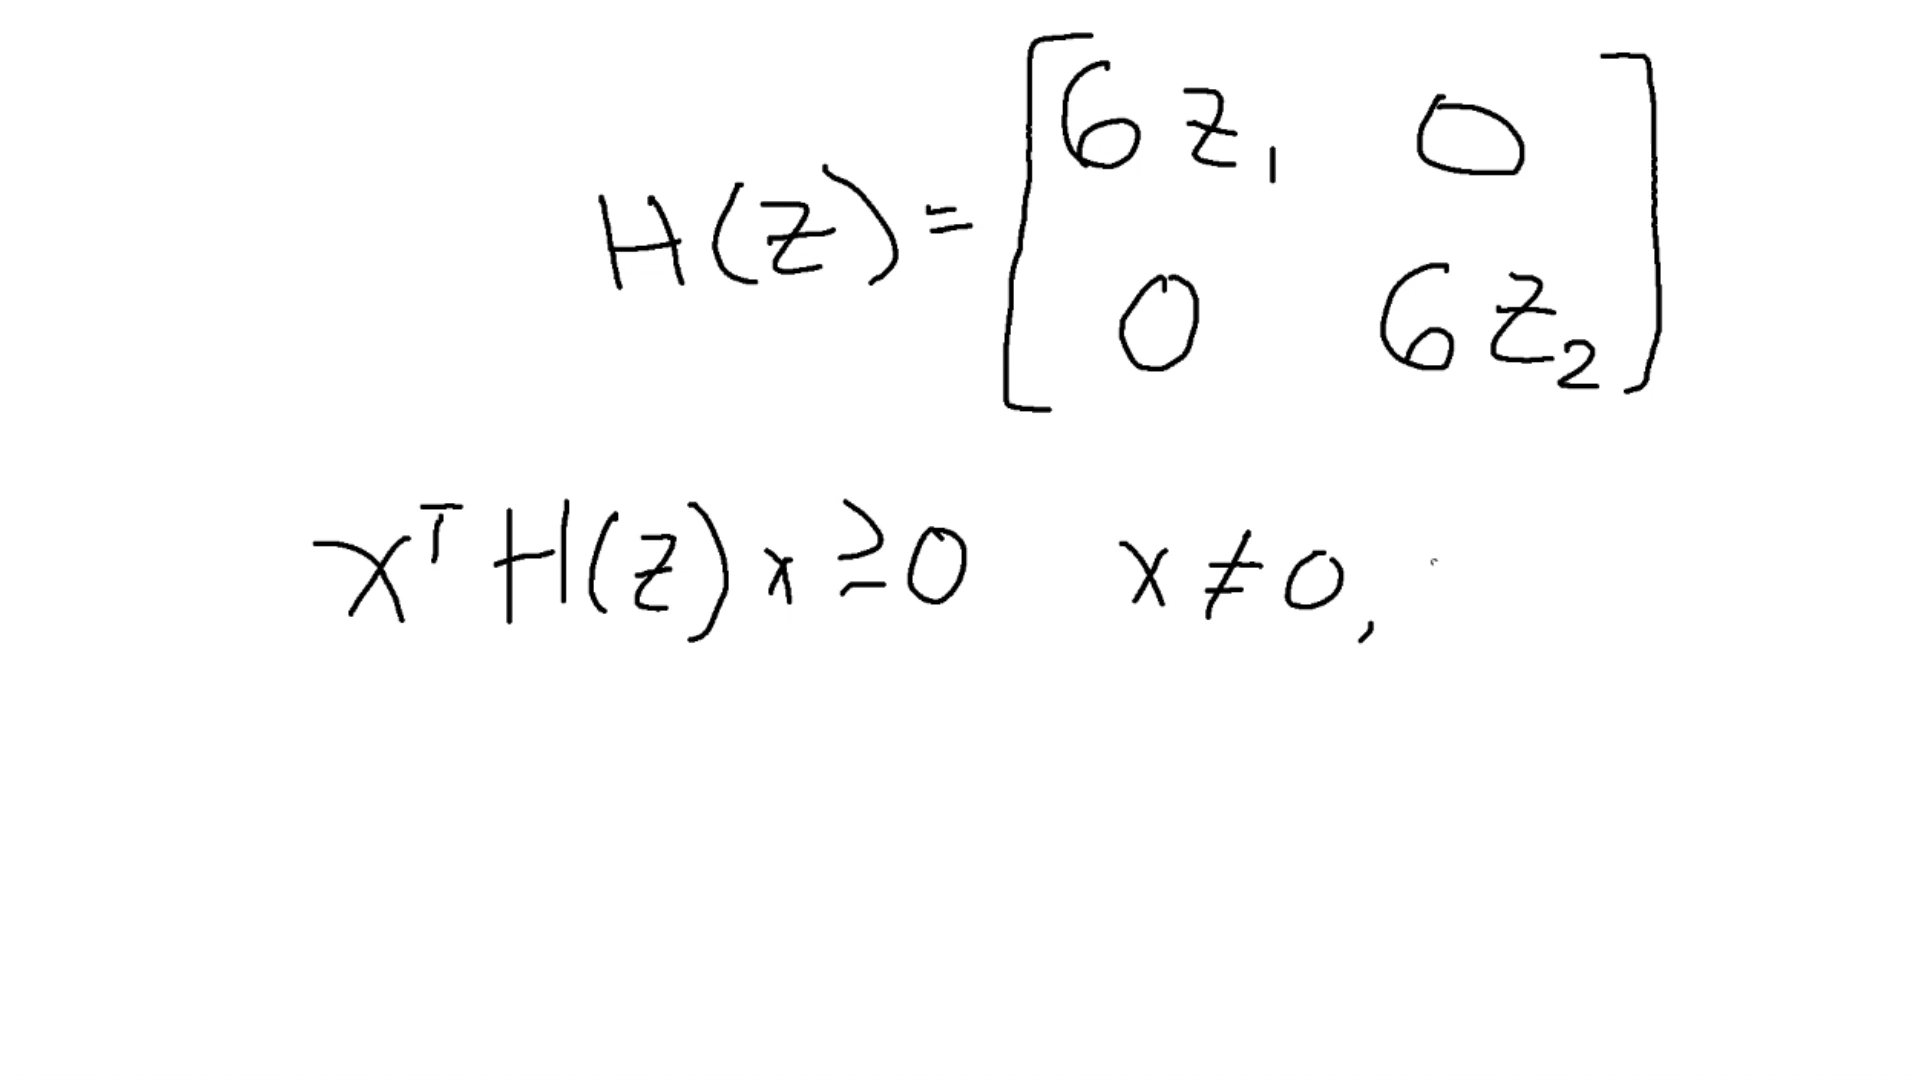 H(z) = [6z₁ 0
0 6z₂]
xᵀH(z)x ≥ 0 x ≠ 0,